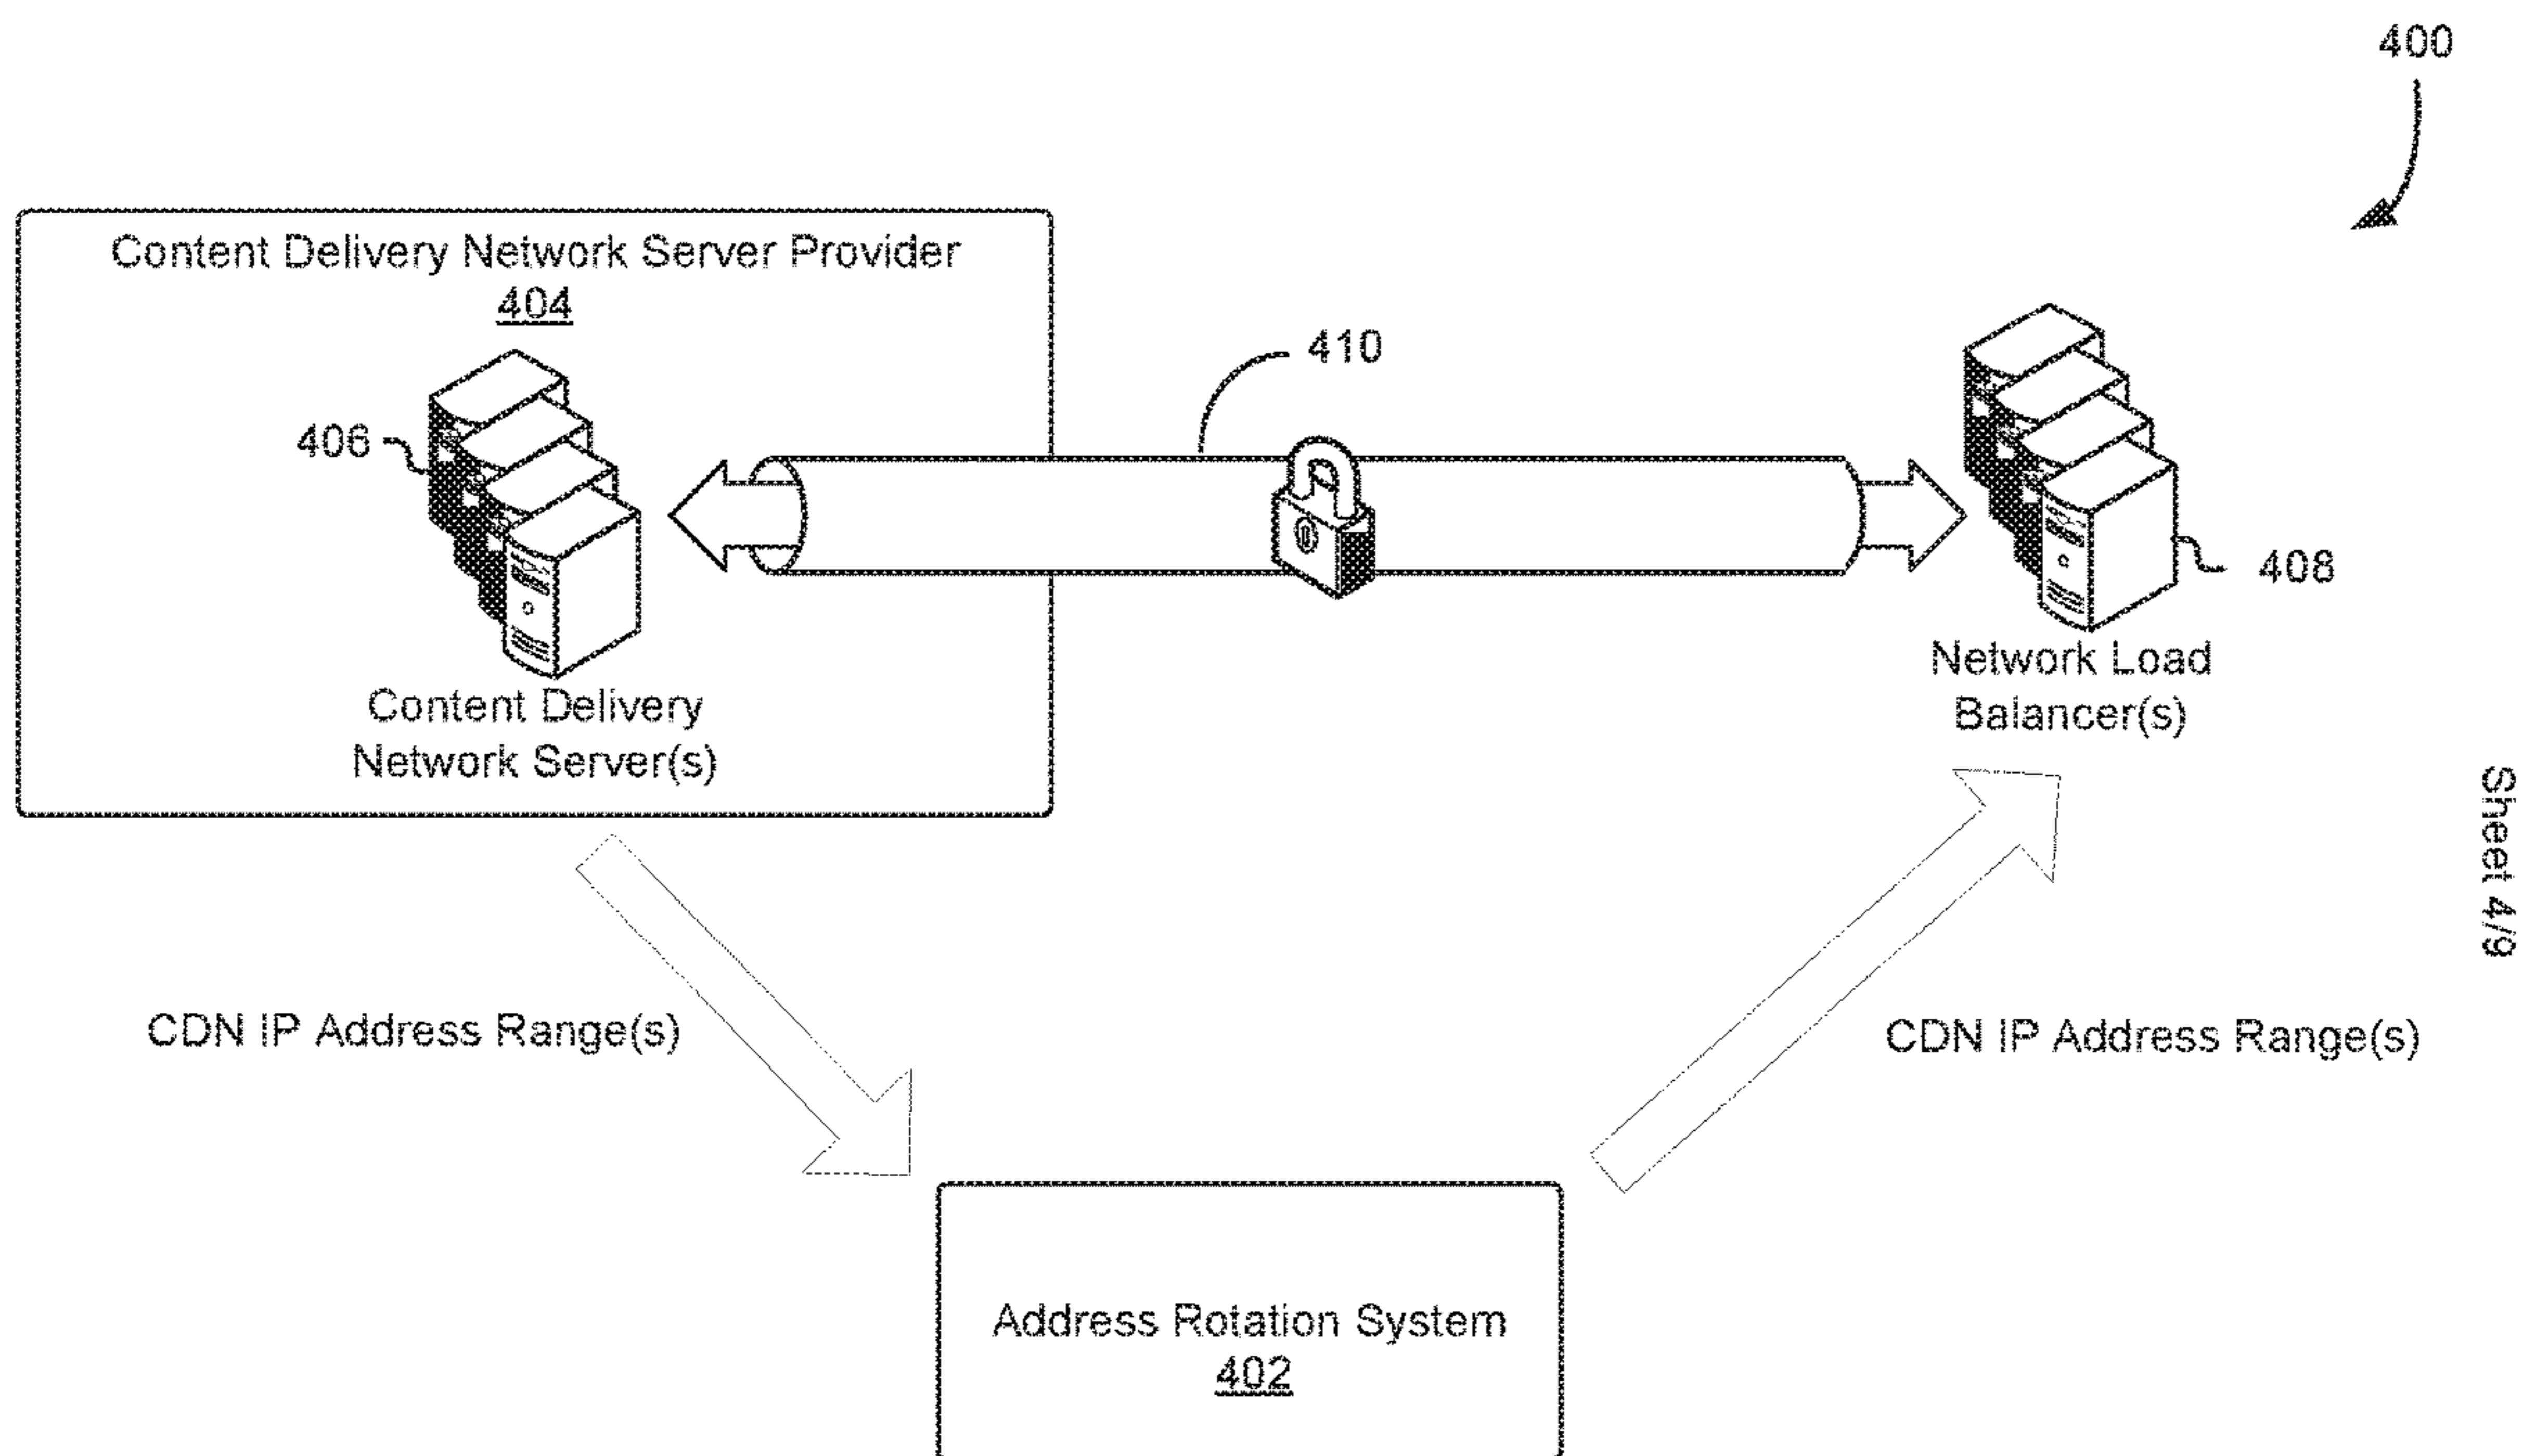 400
Content Delivery Network Server Provider
404
410
406
408
Network Load
Balancer(s)
Content Delivery
Network Server(s)
Sheet 4/9
CDN IP Address Range(s)
CDN IP Address Range(s)
Address Rotation System
402